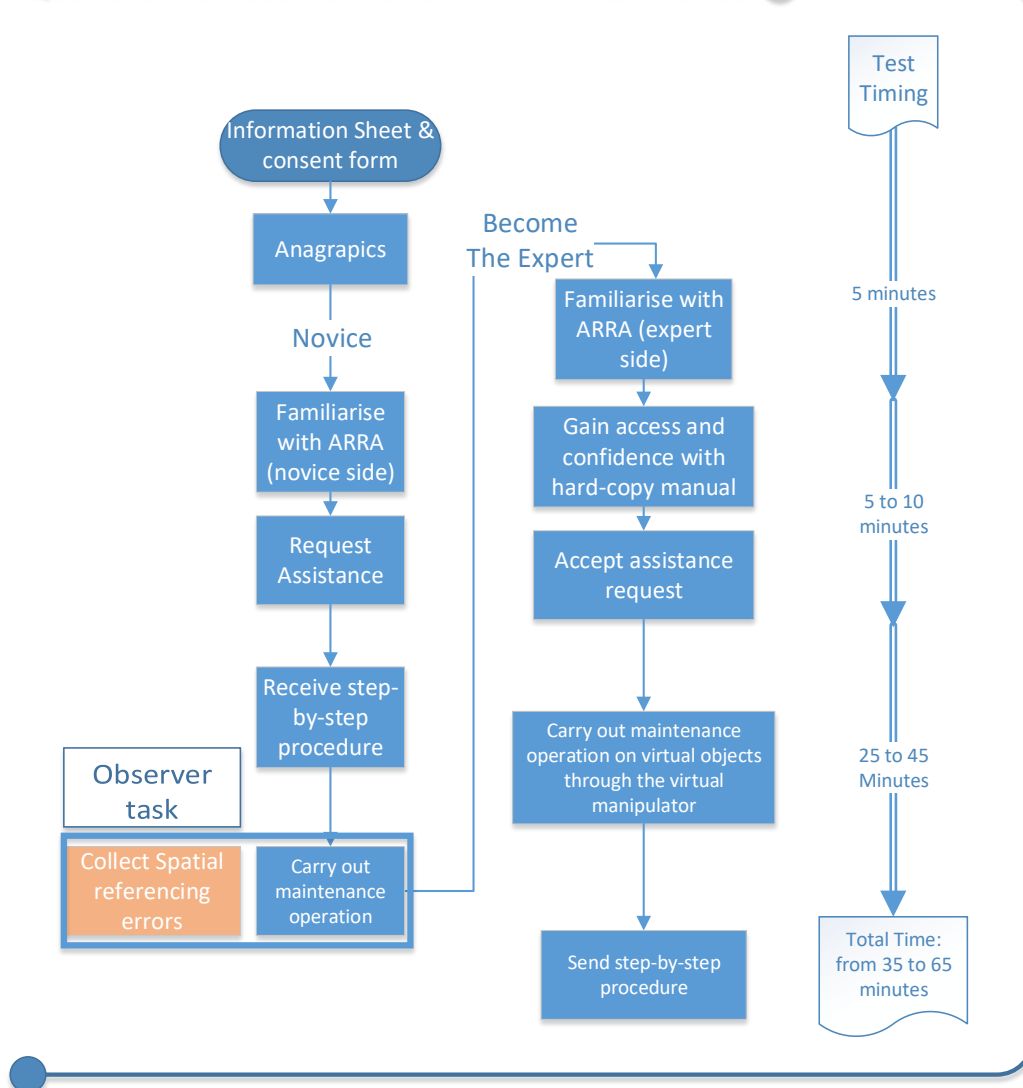 Information Sheet &
consent form
Anagrapics
Novice
Familiarise
with ARRA
(novice side)
Request
Assistance
Receive step-
by-step
procedure
Observer
task
Collect Spatial
referencing
errors
Carry out
maintenance
operation
Become
The Expert
Familiarise with
ARRA (expert
side)
Gain access and
confidence with
hard-copy manual
Accept assistance
request
Carry out maintenance
operation on virtual objects
through the virtual
manipulator
Send step-by-step
procedure
Test
Timing
5 minutes
5 to 10
minutes
25 to 45
Minutes
Total Time:
from 35 to 65
minutes